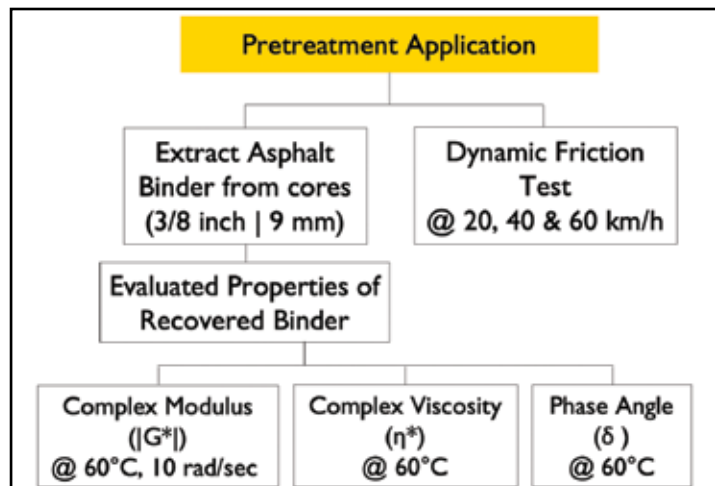 Pretreatment Application
Extract Asphalt
Binder from cores
(3/8 inch | 9 mm)
Dynamic Friction
Test
@ 20, 40 & 60 km/h
Evaluated Properties of
Recovered Binder
Complex Modulus
(|G*|)
@ 60°C, 10 rad/sec
Complex Viscosity
(η*)
@ 60°C
Phase Angle
(δ )
@ 60°C